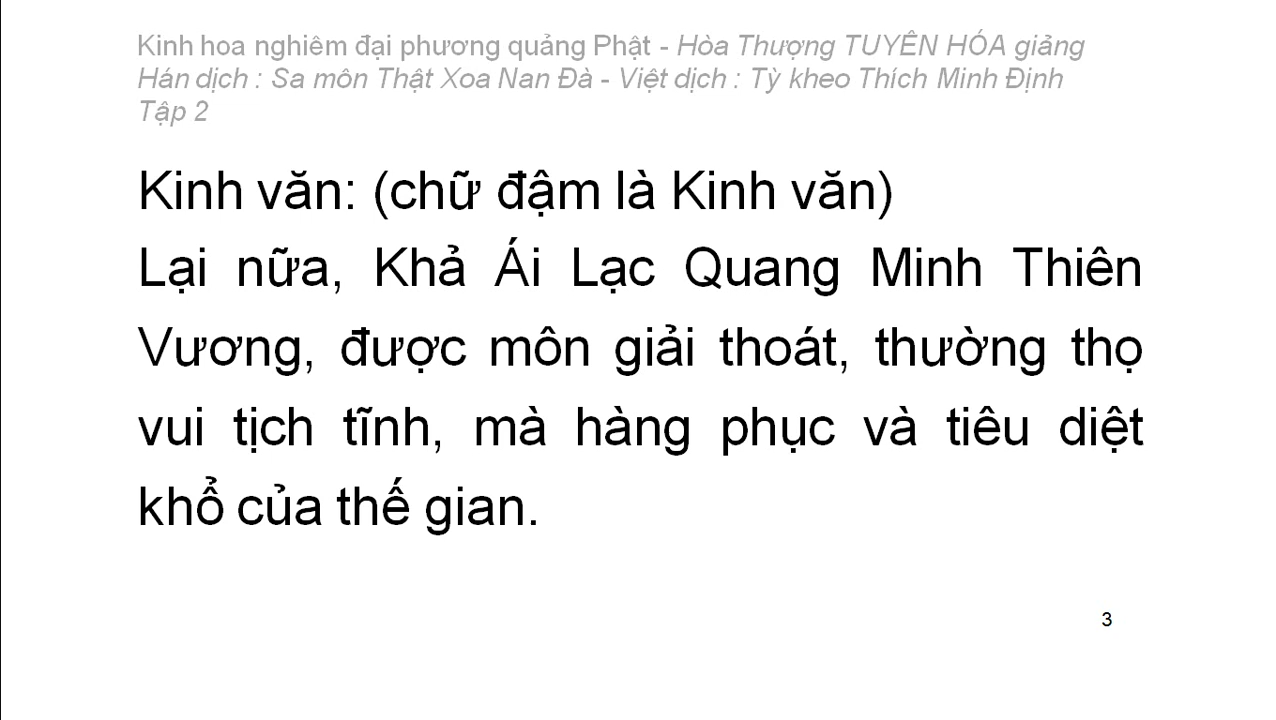 Kinh hoa nghiêm đại phương quảng Phật - Hòa Thượng TUYÊN HÓA giảng
Hán dịch : Sa môn Thật Xoa Nan Đà - Việt dịch : Tỳ kheo Thích Minh Định
Tập 2
Kinh văn: (chữ đậm là Kinh văn)
Lại nữa, Khả Ái Lạc Quang Minh Thiên
Vương, được môn giải thoát, thường thọ
vui tịch tĩnh, mà hàng phục và tiêu diệt
khổ của thế gian.
3